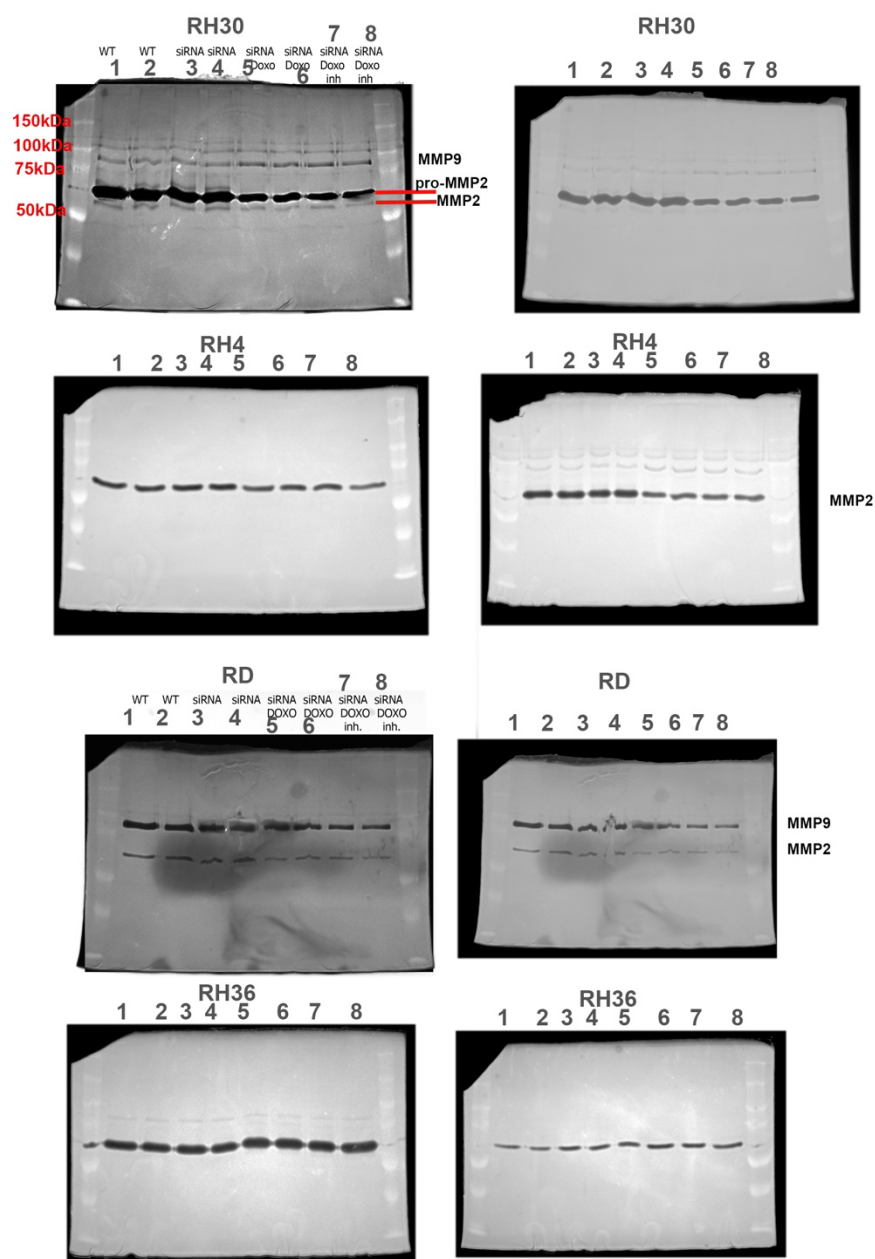 RH30
WT WT siRNA siRNA siRNA Doxo siRNA Doxo siRNA Doxo inh siRNA Doxo inh
1 2 3 4 5 6 7 8
150kDa
100kDa
75kDa
50kDa
MMP9
pro-MMP2
MMP2
RH30
1 2 3 4 5 6 7 8
RH4
1 2 3 4 5 6 7 8
RH4
1 2 3 4 5 6 7 8
MMP2
RD
WT WT siRNA siRNA siRNA DOXO siRNA DOXO siRNA DOXO inh. siRNA DOXO inh.
1 2 3 4 5 6 7 8
RD
1 2 3 4 5 6 7 8
MMP9
MMP2
RH36
1 2 3 4 5 6 7 8
RH36
1 2 3 4 5 6 7 8